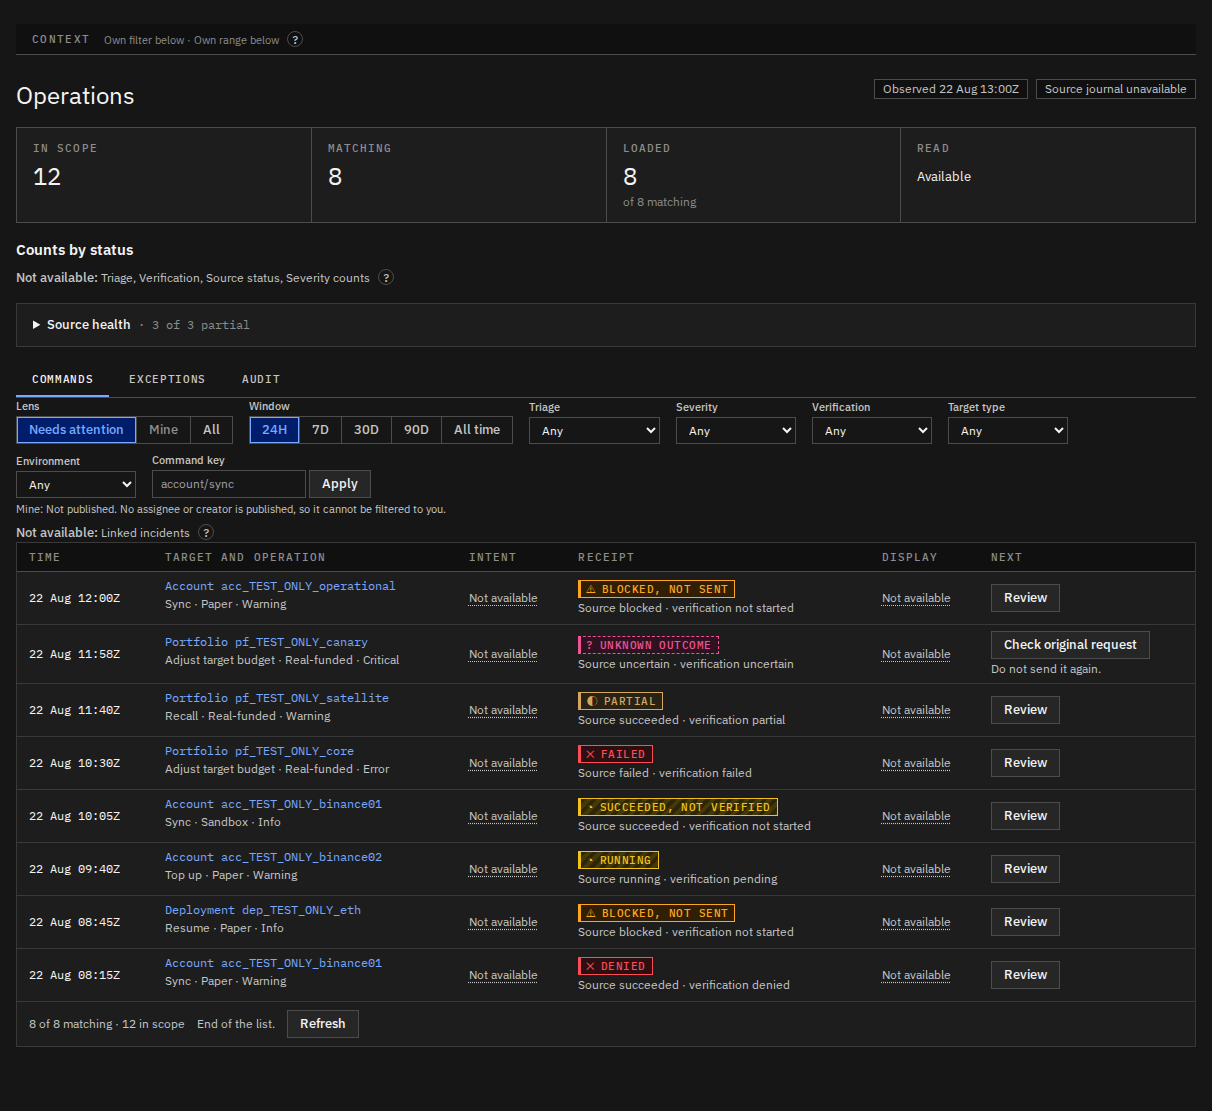 CONTEXT Own filter below · Own range below ?
Operations
Observed 22 Aug 13:00Z Source journal unavailable
IN SCOPE MATCHING LOADED READ
12 8 8 Available
of 8 matching
Counts by status
Not available: Triage, Verification, Source status, Severity counts ?
Source health · 3 of 3 partial
COMMANDS EXCEPTIONS AUDIT
Lens Window Triage Severity Verification Target type
Needs attention Mine All 24H 7D 30D 90D All time Any Any Any Any
Environment Command key
Any account/sync Apply
Mine: Not published. No assignee or creator is published, so it cannot be filtered to you.
Not available: Linked incidents ?
TIME TARGET AND OPERATION INTENT RECEIPT DISPLAY NEXT
22 Aug 12:00Z Account acc_TEST_ONLY_operational Not available ⚠ BLOCKED, NOT SENT Not available Review
Sync · Paper · Warning Source blocked · verification not started
22 Aug 11:58Z Portfolio pf_TEST_ONLY_canary Not available ? UNKNOWN OUTCOME Not available Check original request
Adjust target budget · Real-funded · Critical Source uncertain · verification uncertain Do not send it again.
22 Aug 11:40Z Portfolio pf_TEST_ONLY_satellite Not available PARTIAL Not available Review
Recall · Real-funded · Warning Source succeeded · verification partial
22 Aug 10:30Z Portfolio pf_TEST_ONLY_core Not available × FAILED Not available Review
Adjust target budget · Real-funded · Error Source failed · verification failed
22 Aug 10:05Z Account acc_TEST_ONLY_binance01 Not available · SUCCEEDED, NOT VERIFIED Not available Review
Sync · Sandbox · Info Source succeeded · verification not started
22 Aug 09:40Z Account acc_TEST_ONLY_binance02 Not available · RUNNING Not available Review
Top up · Paper · Warning Source running · verification pending
22 Aug 08:45Z Deployment dep_TEST_ONLY_eth Not available ⚠ BLOCKED, NOT SENT Not available Review
Resume · Paper · Info Source blocked · verification not started
22 Aug 08:15Z Account acc_TEST_ONLY_binance01 Not available × DENIED Not available Review
Sync · Paper · Warning Source succeeded · verification denied
8 of 8 matching · 12 in scope End of the list. Refresh